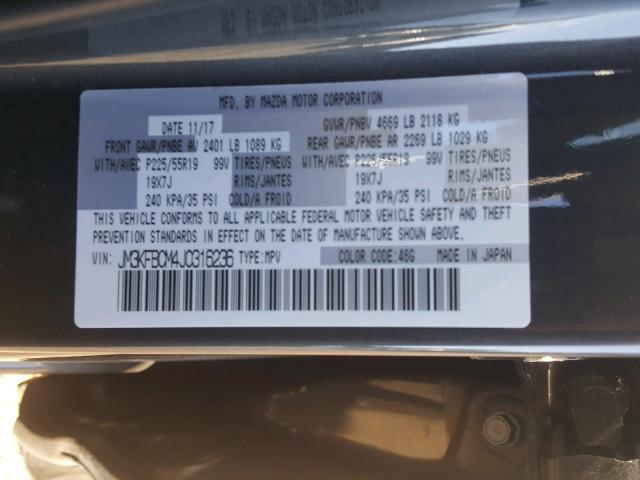 MFD. BY MAZDA MOTOR CORPORATION
DATE 11/17 GVWR/PNBV 4669 LB 2118 KG
FRONT GAWR/PNBE AV 2401 LB 1089 KG REAR GAWR/PNBE AR 2269 LB 1029 KG
WITH/AVEC P225/55R19 99V TIRES/PNEUS WITH/AVEC P225/55R19 99V TIRES/PNEUS
19X7J RIMS/JANTES 19X7J RIMS/JANTES
240 KPA/35 PSI COLD/A FROID 240 KPA/35 PSI COLD/A FROID
THIS VEHICLE CONFORMS TO ALL APPLICABLE FEDERAL MOTOR VEHICLE SAFETY AND THEFT
PREVENTION STANDARDS IN EFFECT ON THE DATE OF MANUFACTURE SHOWN ABOVE.
VIN: JM3KFBCM4J0316236 TYPE: MPV COLOR CODE: 46G MADE IN JAPAN